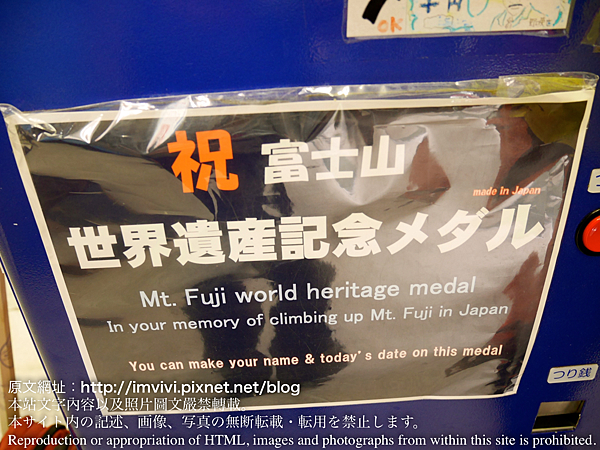 OK
祝 富士山
made in Japan
世界遺産記念メダル
Mt. Fuji world heritage medal
In your memory of climbing up Mt. Fuji in Japan
You can make your name & today's date on this medal
つり銭
原文網址：http://imvivi.pixnet.net/blog
本站文字內容以及照片圖文嚴禁轉載
本サイト内の記述、画像、写真の無断転載・転用を禁止します。
Reproduction or appropriation of HTML, images and photographs from within this site is prohibited.